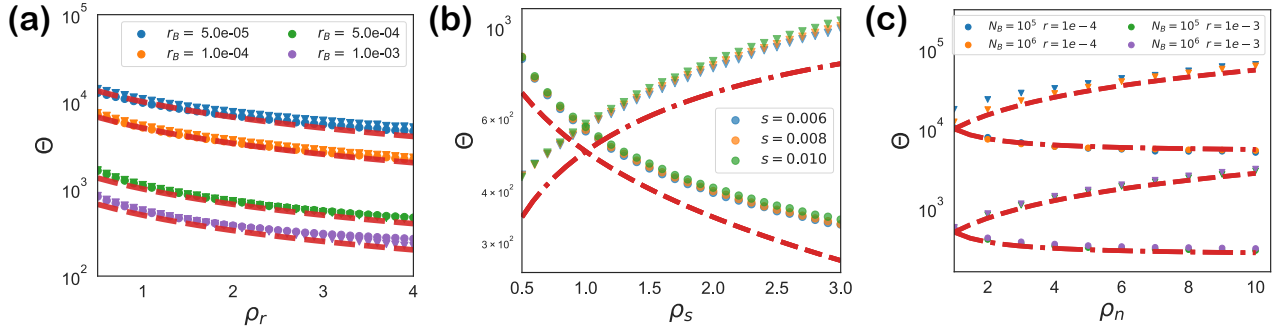 (a)
10^5
10^4
10^3
10^2
Θ
r_B = 5.0e-05
r_B = 1.0e-04
r_B = 5.0e-04
r_B = 1.0e-03
1 2 3 4
ρ_r
(b)
10^3
6 × 10^2
4 × 10^2
3 × 10^2
Θ
s = 0.006
s = 0.008
s = 0.010
0.5 1.0 1.5 2.0 2.5 3.0
ρ_s
(c)
10^5
10^4
10^3
Θ
N_B = 10^5 r = 1e−4
N_B = 10^6 r = 1e−4
N_B = 10^5 r = 1e−3
N_B = 10^6 r = 1e−3
2 4 6 8 10
ρ_n